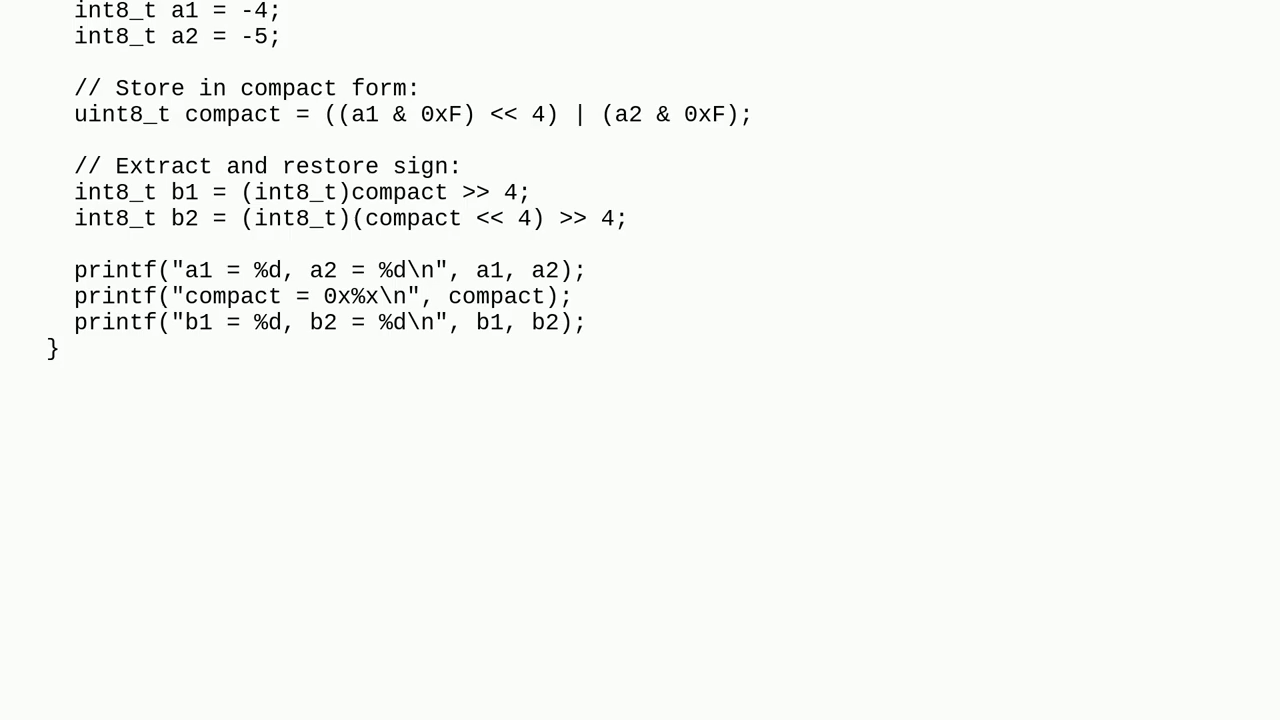 int8_t a1 = -4;
int8_t a2 = -5;
// Store in compact form:
uint8_t compact = ((a1 & 0xF) << 4) | (a2 & 0xF);
// Extract and restore sign:
int8_t b1 = (int8_t)compact >> 4;
int8_t b2 = (int8_t)(compact << 4) >> 4;
printf("a1 = %d, a2 = %d\n", a1, a2);
printf("compact = 0x%x\n", compact);
printf("b1 = %d, b2 = %d\n", b1, b2);
}